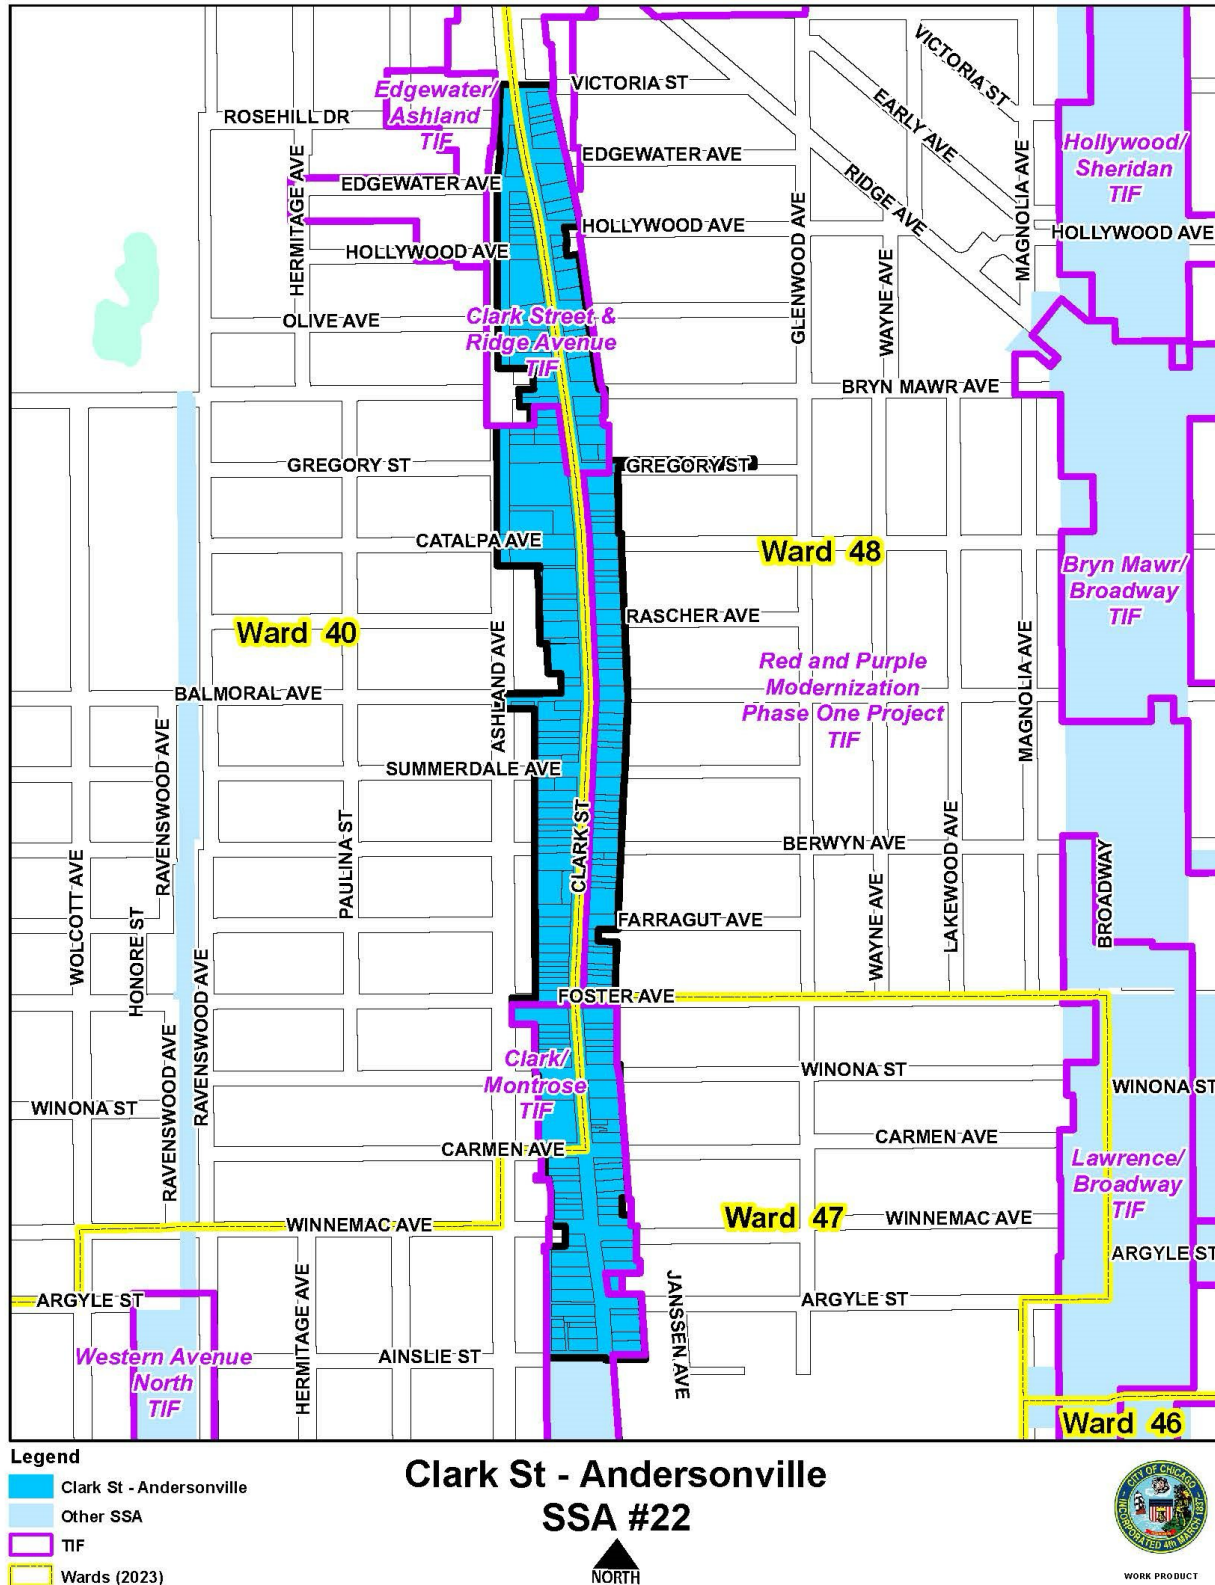 VICTORIA ST
VICTORIA ST
Edgewater/
Ashland
TIF
ROSEHILL DR
EARLY AVE
Hollywood/
Sheridan
TIF
HERMITAGE AVE
EDGEWATER AVE
EDGEWATER AVE
RIDGE AVE
MAGNOLIA AVE
HOLLYWOOD AVE
HOLLYWOOD AVE
HOLLYWOOD AVE
GLENWOOD AVE
WAYNE AVE
OLIVE AVE
Clark Street &
Ridge Avenue
TIF
BRYN MAWR AVE
GREGORY ST
GREGORY ST
CATALPA AVE
Ward 48
Bryn Mawr/
Broadway
TIF
RASCHER AVE
Ward 40
ASHLAND AVE
MAGNOLIA AVE
Red and Purple
Modernization
Phase One Project
TIF
BALMORAL AVE
RAVENSWOOD AVE
SUMMERDALE AVE
CLARK ST
PAULINA ST
BERWYN AVE
LAKEWOOD AVE
BROADWAY
WOLCOTT AVE
HONORE ST
FARRAGUT AVE
WAYNE AVE
RAVENSWOOD AVE
FOSTER AVE
RAVENSWOOD AVE
Clark/
Montrose
TIF
WINONA ST
WINONA ST
WINONA ST
CARMEN AVE
CARMEN AVE
Lawrence/
Broadway
TIF
WINNEMAC AVE
Ward 47
WINNEMAC AVE
ARGYLE ST
ARGYLE ST
ARGYLE ST
HERMITAGE AVE
JANSSEN AVE
Western Avenue
North
TIF
AINSLIE ST
Ward 46
Legend
Clark St - Andersonville
Other SSA
TIF
Wards (2023)
Clark St - Andersonville
SSA #22
NORTH
CITY OF CHICAGO
INCORPORATED 4th MARCH 1837
WORK PRODUCT